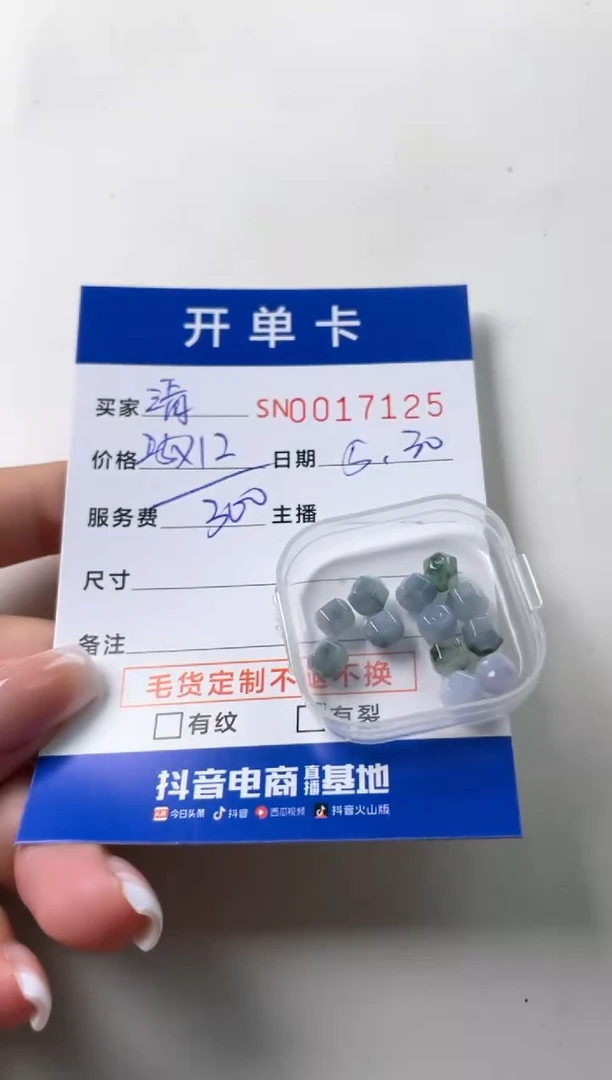 开单卡
买家 清 SN0017125
价格 25X12 日期 6.30
服务费 300 主播
尺寸
备注
毛货定制不退不换
有纹 有裂
抖音电商直播基地
今日头条 抖音 西瓜视频 抖音火山版